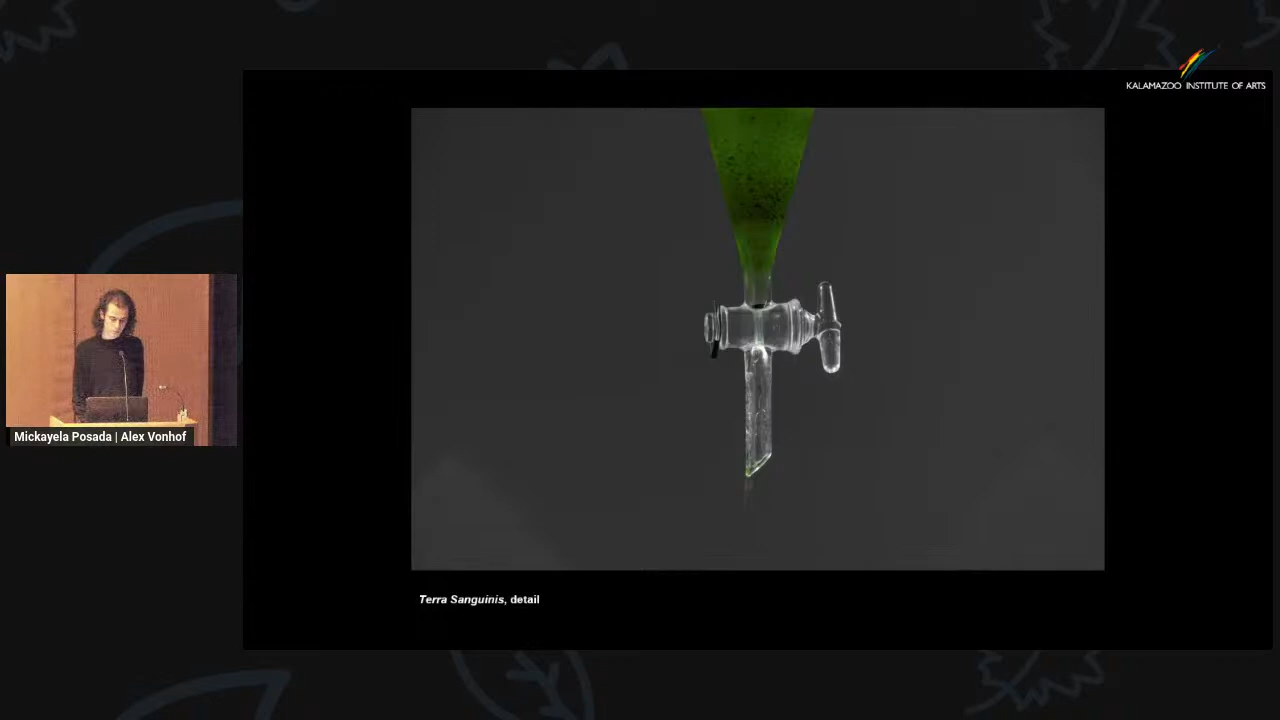 KALAMAZOO INSTITUTE OF ARTS
Mickayela Posada | Alex Vonhof
Terra Sanguinis, detail